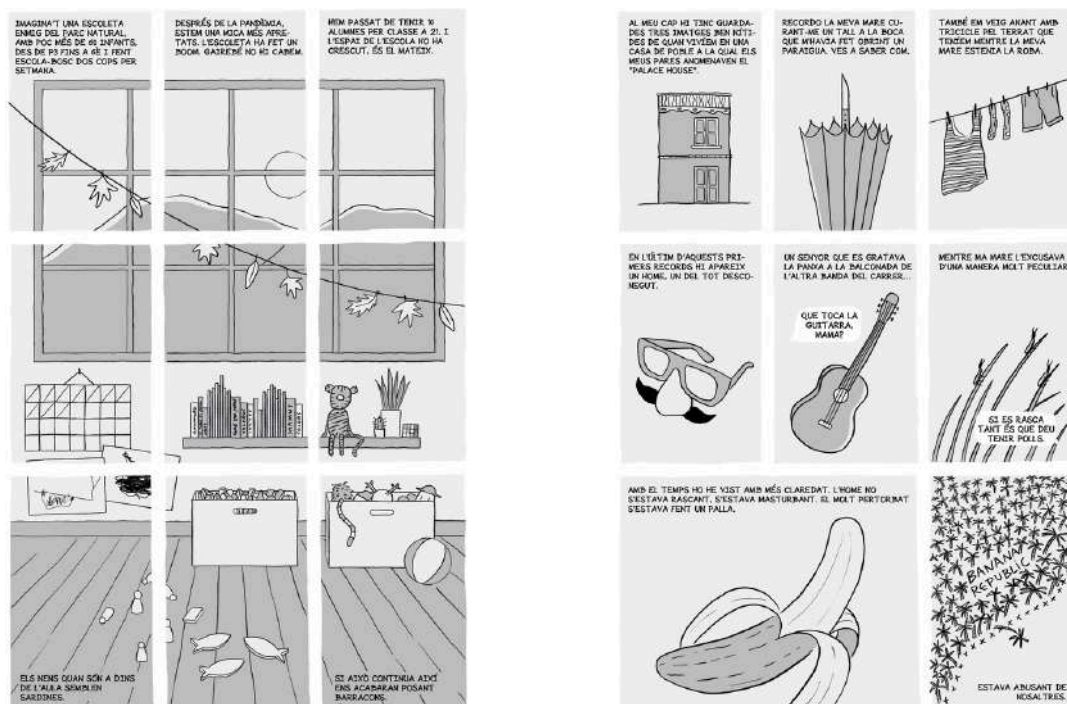 IMAGINA'T UNA ESCOLETA
ENMIG DEL PARC NATURAL,
AMB POC MÉS DE 60 INFANTS,
DES DE P3 FINS A 6È I FENT
ESCOLA-BOSC DOS COPS PER
SETMANA.
DESPRÉS DE LA PANDÈMIA,
ESTEM UNA MICA MÉS APRE-
TATS. L'ESCOLETA HA FET UN
BOOM. GAIREBÉ NO HI CABEM.
HEM PASSAT DE TENIR 10
ALUMNES PER CLASSE A 21. I
L'ESPAI DE L'ESCOLA NO HA
CRESCUT, ÉS EL MATEIX.
ELS NENS QUAN SÓN A DINS
DE L'AULA SEMBLEN
SARDINES.
SI AIXÒ CONTINUA AIXÍ
ENS ACABARAN POSANT
BARRACONS.
AL MEU CAP HI TINC GUARDA-
DES TRES IMATGES BEN NÍTI-
DES DE QUAN VIVÍEM EN UNA
CASA DE POBLE A LA QUAL ELS
MEUS PARES ANOMENAVEN EL
"PALACE HOUSE".
RECORDO LA MEVA MARE CU-
RANT-ME UN TALL A LA BOCA
QUE M'HAVIA FET OBRINT UN
PARAGUA. VES A SABER COM.
TAMBÉ EM VEIG ANANT AMB
TRICICLE PEL TERRAT QUE
TENÍEM MENTRE LA MEVA
MARE ESTENIA LA ROBA.
EN L'ÚLTIM D'AQUESTS PRI-
MERS RECORDS HI APAREIX
UN HOME, UN DEL TOT DESCO-
NEGUT.
UN SENYOR QUE ES GRATAVA
LA PANXA A LA BALCONADA DE
L'ALTRA BANDA DEL CARRER...
QUE TOCA LA
GUITARRA,
MAMA?
MENTRE MA MARE L'EXCUSAVA
D'UNA MANERA MOLT PECULIAR
SI ES RASCA
TANT ÉS QUE DEU
TENIR POLLS.
AMB EL TEMPS HO HE VIST AMB MÉS CLAREDAT. L'HOME NO
S'ESTAVA RASCANT, S'ESTAVA MASTURBANT. EL MOLT PERTORBAT
S'ESTAVA FENT UN PALLA.
BANANA
REPUBLIC
ESTAVA ABUSANT DE
NOSALTRES.